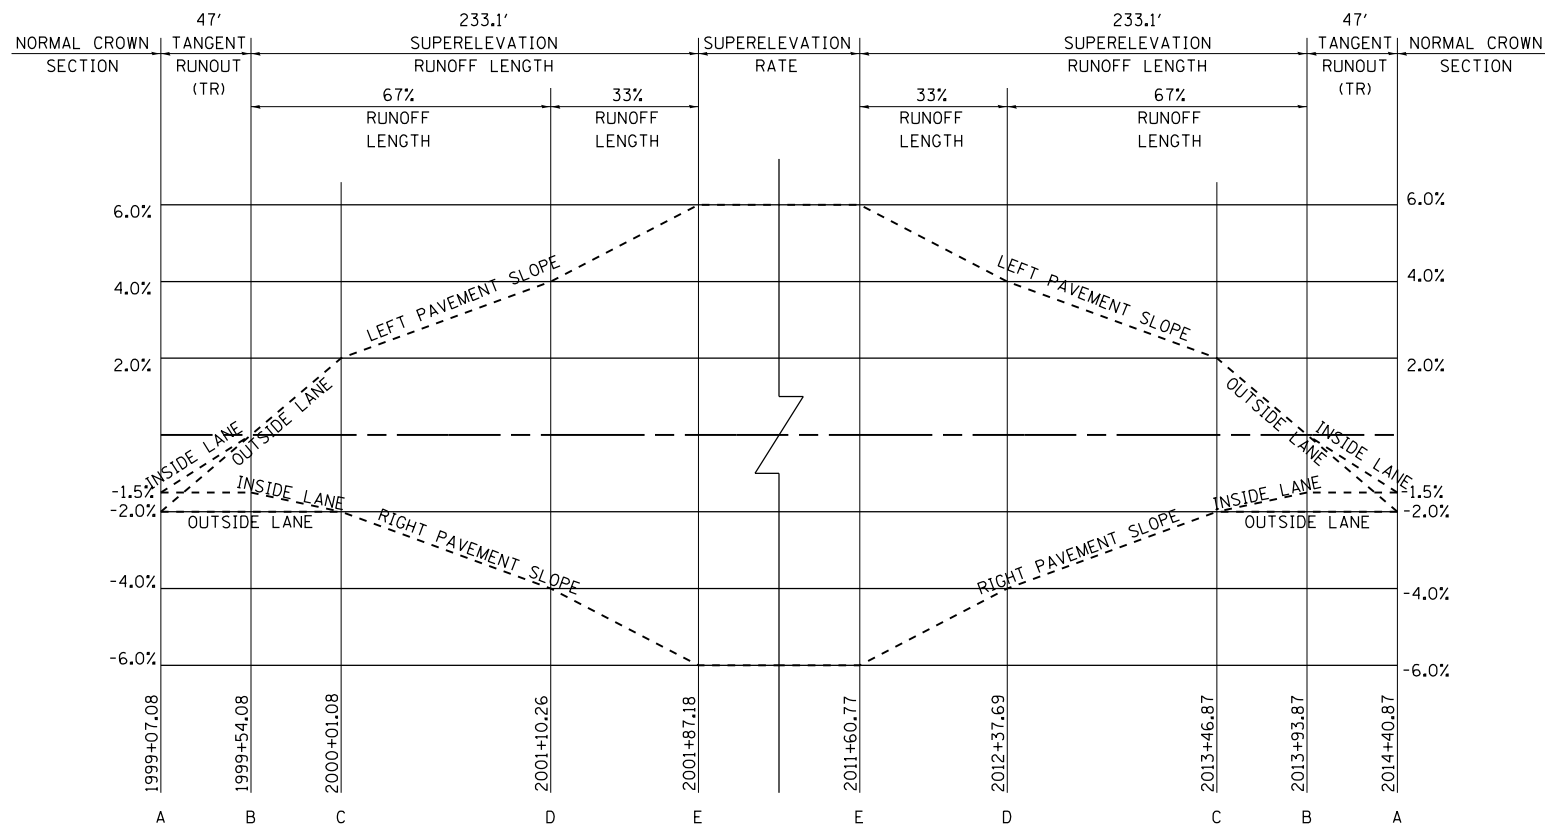 47' 233.1' 233.1' 47'
NORMAL CROWN TANGENT SUPERELEVATION SUPERELEVATION SUPERELEVATION TANGENT NORMAL CROWN
SECTION RUNOUT RUNOFF LENGTH RATE RUNOFF LENGTH RUNOUT SECTION
(TR) (TR)
67% 33% 33% 67%
RUNOFF RUNOFF RUNOFF RUNOFF
LENGTH LENGTH LENGTH LENGTH
6.0% 6.0%
LEFT PAVEMENT SLOPE LEFT PAVEMENT SLOPE
4.0% 4.0%
2.0% 2.0%
OUTSIDE LANE OUTSIDE LANE
INSIDE LANE INSIDE LANE
-1.5% INSIDE LANE INSIDE LANE -1.5%
-2.0% -2.0%
OUTSIDE LANE OUTSIDE LANE
RIGHT PAVEMENT SLOPE RIGHT PAVEMENT SLOPE
-4.0% -4.0%
-6.0% -6.0%
1999+07.08
1999+54.08
2000+01.08
2001+10.26
2001+87.18
2011+60.77
2012+37.69
2013+46.87
2013+93.87
2014+40.87
A B C D E E D C B A